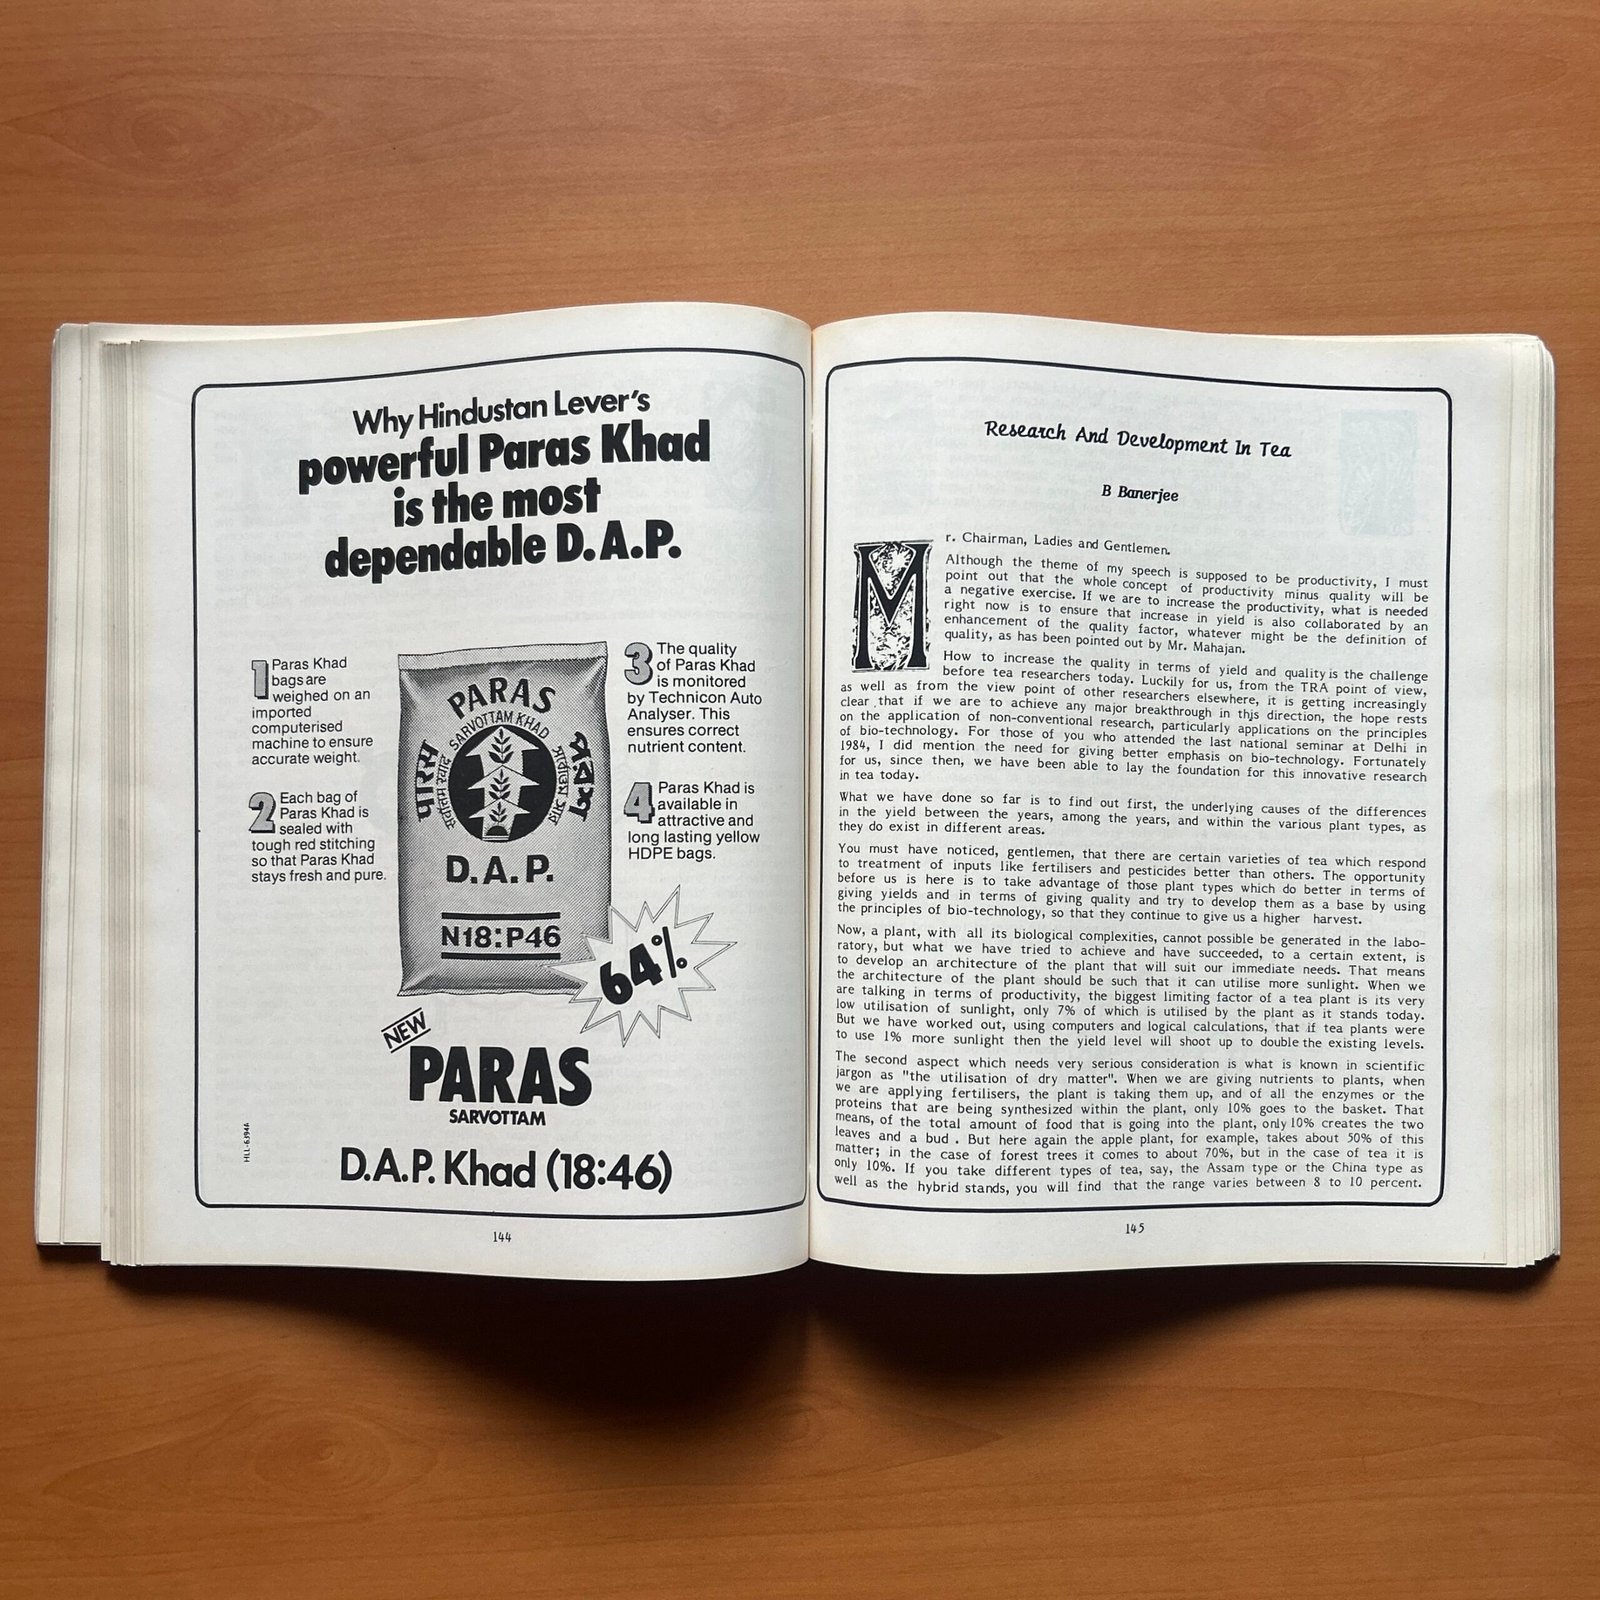 Why Hindustan Lever's
powerful Paras Khad
is the most
dependable D.A.P.
1 Paras Khad
bags are
weighed on an
imported
computerised
machine to ensure
accurate weight.
2 Each bag of
Paras Khad is
sealed with
tough red stitching
so that Paras Khad
stays fresh and pure.
PARAS
SARVOTTAM KHAD
पारस
D.A.P.
N18:P46
3 The quality
of Paras Khad
is monitored
by Technicon Auto
Analyser. This
ensures correct
nutrient content.
4 Paras Khad is
available in
attractive and
long lasting yellow
HDPE bags.
64%
NEW
PARAS
SARVOTTAM
D.A.P. Khad (18:46)
HLL-6394A
144
Research And Development In Tea
B Banerjee
Mr. Chairman, Ladies and Gentlemen.
Although the theme of my speech is supposed to be productivity, I must
point out that the whole concept of productivity minus quality will be
a negative exercise. If we are to increase the productivity, what is needed
right now is to ensure that increase in yield is also collaborated by an
enhancement of the quality factor, whatever might be the definition of
quality, as has been pointed out by Mr. Mahajan.
How to increase the quality in terms of yield and quality is the challenge
before tea researchers today. Luckily for us, from the TRA point of view,
as well as from the view point of other researchers elsewhere, it is getting increasingly
clear that if we are to achieve any major breakthrough in this direction, the hope rests
on the application of non-conventional research, particularly applications on the principles
of bio-technology. For those of you who attended the last national seminar at Delhi in
1984, I did mention the need for giving better emphasis on bio-technology. Fortunately
for us, since then, we have been able to lay the foundation for this innovative research
in tea today.
What we have done so far is to find out first, the underlying causes of the differences
in the yield between the years, among the years, and within the various plant types, as
they do exist in different areas.
You must have noticed, gentlemen, that there are certain varieties of tea which respond
to treatment of inputs like fertilisers and pesticides better than others. The opportunity
before us is here is to take advantage of those plant types which do better in terms of
giving yields and in terms of giving quality and try to develop them as a base by using
the principles of bio-technology, so that they continue to give us a higher harvest.
Now, a plant, with all its biological complexities, cannot possible be generated in the labo-
ratory, but what we have tried to achieve and have succeeded, to a certain extent, is
to develop an architecture of the plant that will suit our immediate needs. That means
the architecture of the plant should be such that it can utilise more sunlight. When we
are talking in terms of productivity, the biggest limiting factor of a tea plant is its very
low utilisation of sunlight, only 7% of which is utilised by the plant as it stands today.
But we have worked out, using computers and logical calculations, that if tea plants were
to use 1% more sunlight then the yield level will shoot up to double the existing levels.
The second aspect which needs very serious consideration is what is known in scientific
jargon as "the utilisation of dry matter". When we are giving nutrients to plants, when
we are applying fertilisers, the plant is taking them up, and of all the enzymes or the
proteins that are being synthesized within the plant, only 10% goes to the basket. That
means, of the total amount of food that is going into the plant, only 10% creates the two
leaves and a bud . But here again the apple plant, for example, takes about 50% of this
matter; in the case of forest trees it comes to about 70%, but in the case of tea it is
only 10%. If you take different types of tea, say, the Assam type or the China type as
well as the hybrid stands, you will find that the range varies between 8 to 10 percent.
145